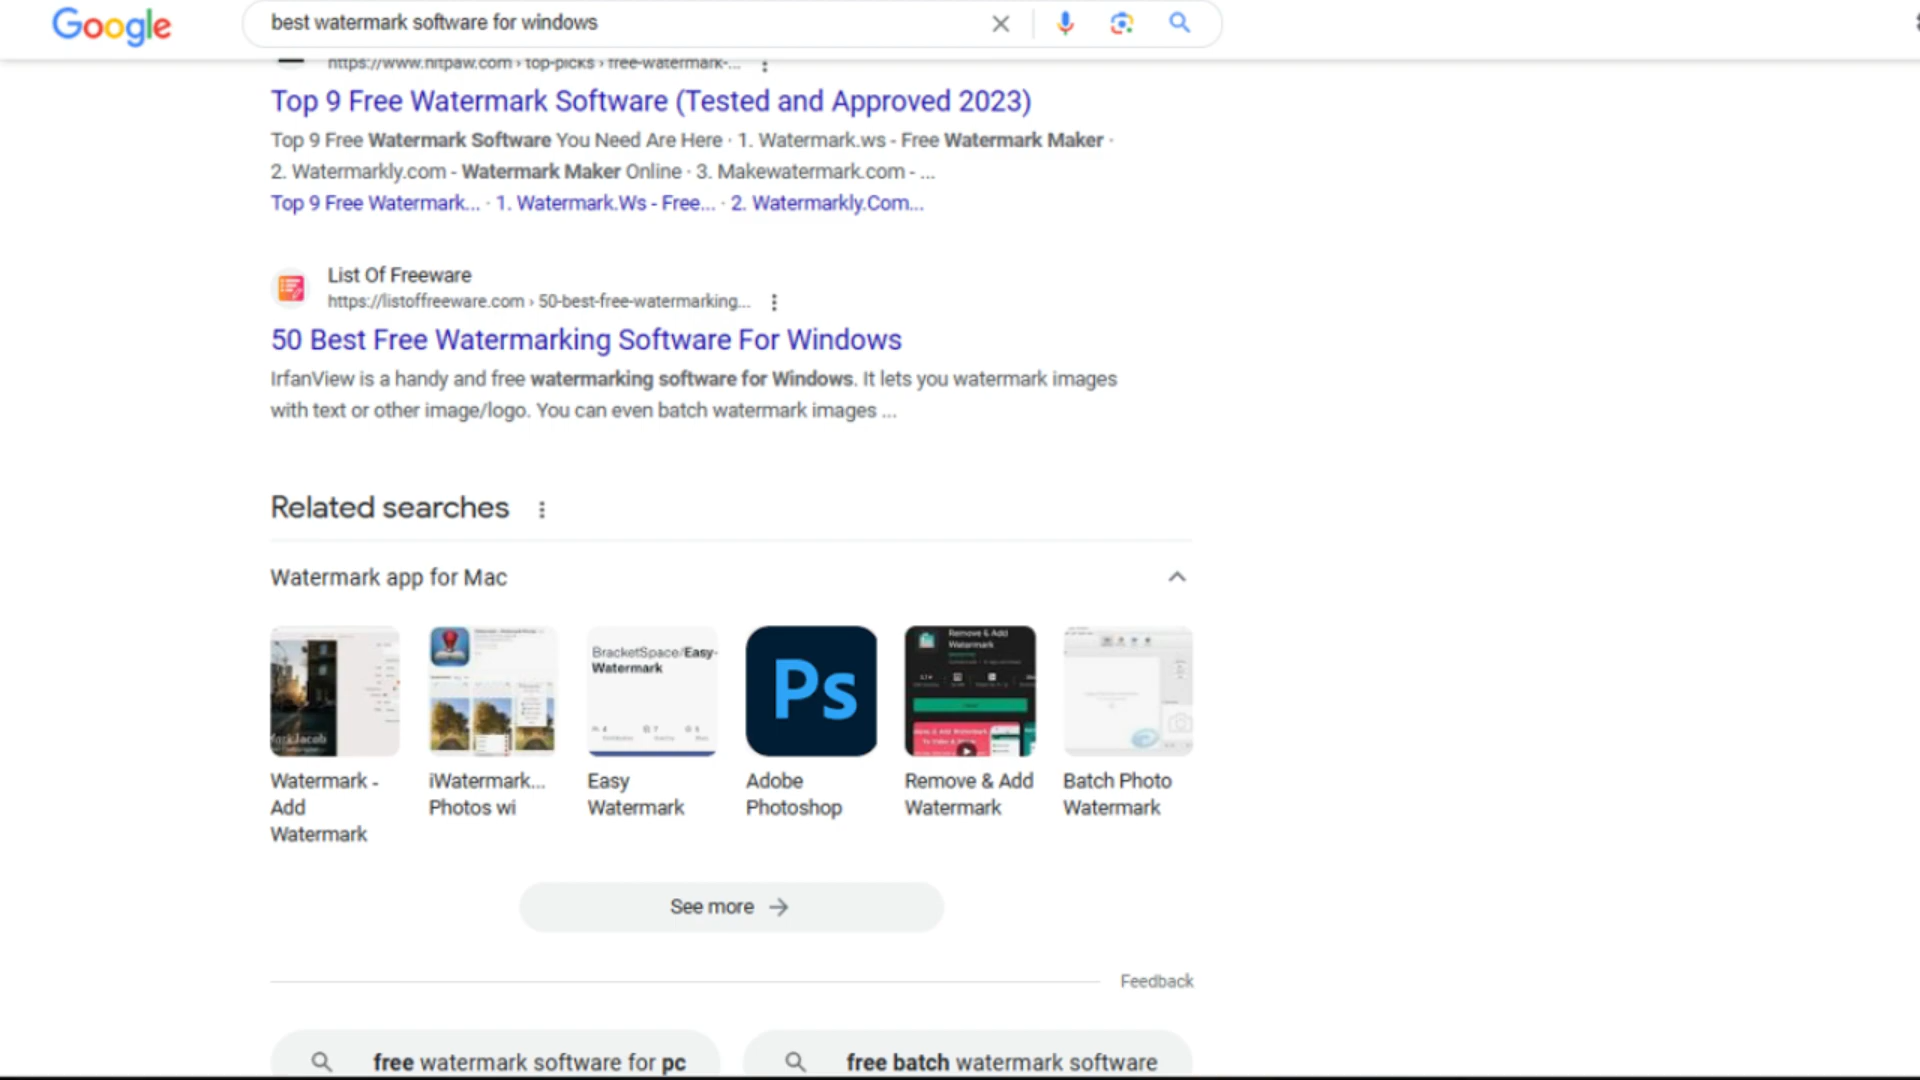 Google
best watermark software for windows
https://www.hitpaw.com › top-picks › free-watermark-...
Top 9 Free Watermark Software (Tested and Approved 2023)
Top 9 Free Watermark Software You Need Are Here · 1. Watermark.ws - Free Watermark Maker ·
2. Watermarkly.com - Watermark Maker Online · 3. Makewatermark.com - ...
Top 9 Free Watermark... · 1. Watermark.Ws - Free... · 2. Watermarkly.Com...
List Of Freeware
https://listoffreeware.com › 50-best-free-watermarking...
50 Best Free Watermarking Software For Windows
IrfanView is a handy and free watermarking software for Windows. It lets you watermark images
with text or other image/logo. You can even batch watermark images ...
Related searches
Watermark app for Mac
BracketSpace/Easy-
Watermark
Ps
Remove & Add
Watermark
Watermark -
Add
Watermark
iWatermark...
Photos wi
Easy
Watermark
Adobe
Photoshop
Remove & Add
Watermark
Batch Photo
Watermark
See more
Feedback
free watermark software for pc
free batch watermark software